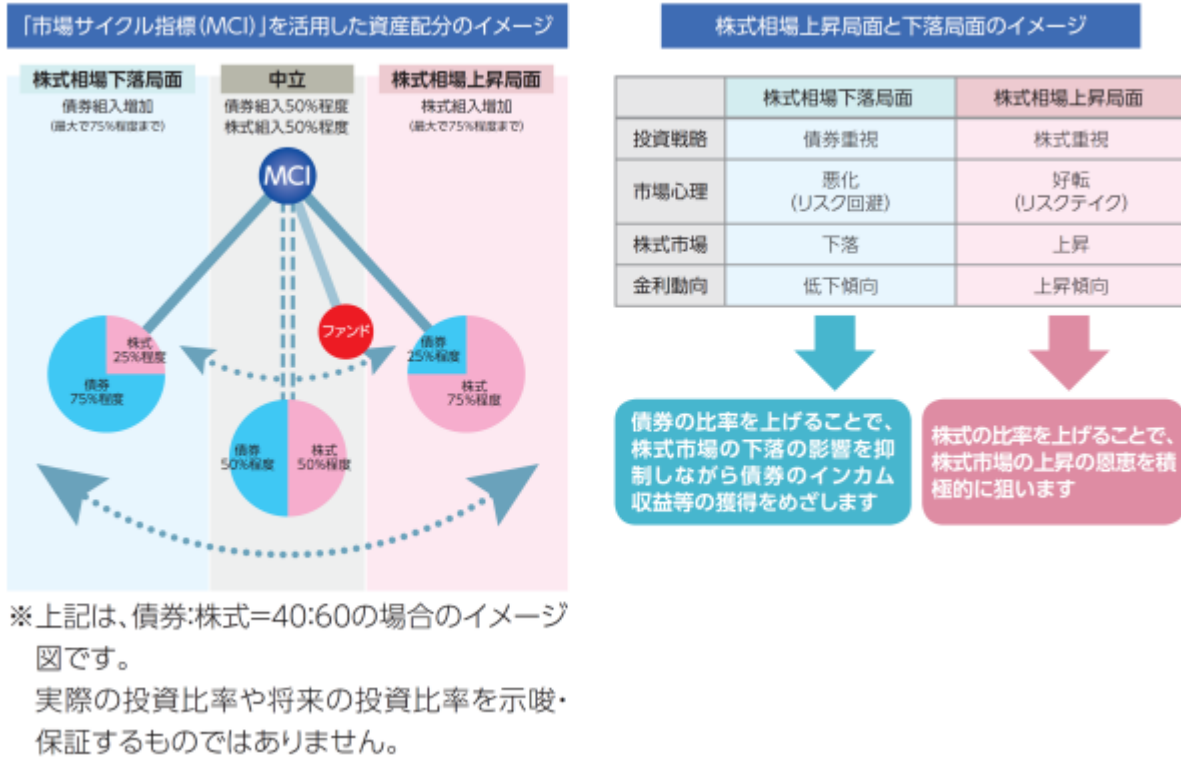 「市場サイクル指標(MCI)」を活用した資産配分のイメージ
株式相場下落局面
債券組入増加
(最大で75%程度まで)
中立
債券組入50%程度
株式組入50%程度
株式相場上昇局面
株式組入増加
(最大で75%程度まで)
MCI
ファンド
株式
25%程度
債券
75%程度
債券
25%程度
株式
75%程度
債券
50%程度
株式
50%程度
※上記は、債券:株式=40:60の場合のイメージ
図です。
実際の投資比率や将来の投資比率を示唆・
保証するものではありません。
株式相場上昇局面と下落局面のイメージ
株式相場下落局面 株式相場上昇局面
投資戦略 債券重視 株式重視
市場心理 悪化 好転
(リスク回避) (リスクテイク)
株式市場 下落 上昇
金利動向 低下傾向 上昇傾向
債券の比率を上げることで、
株式市場の下落の影響を抑
制しながら債券のインカム
収益等の獲得をめざします
株式の比率を上げることで、
株式市場の上昇の恩恵を積
極的に狙います